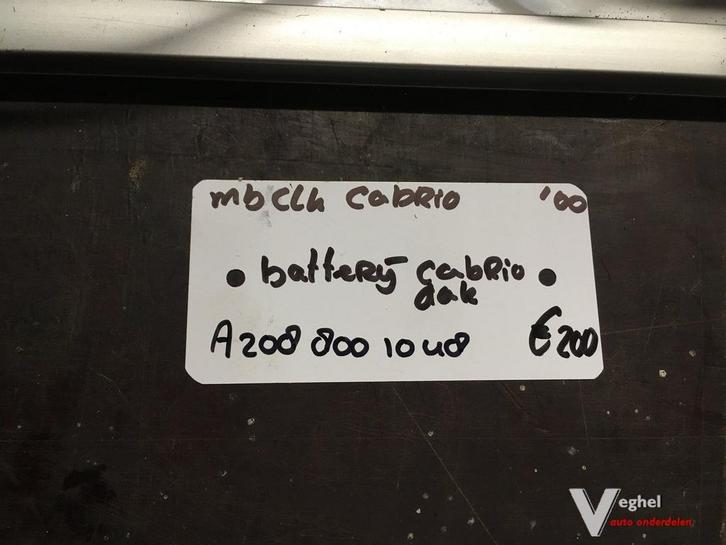 mb CLK CabRio '00
battery cabRio
dak
A208 800 10 48 €200
Veghel
auto onderdelen